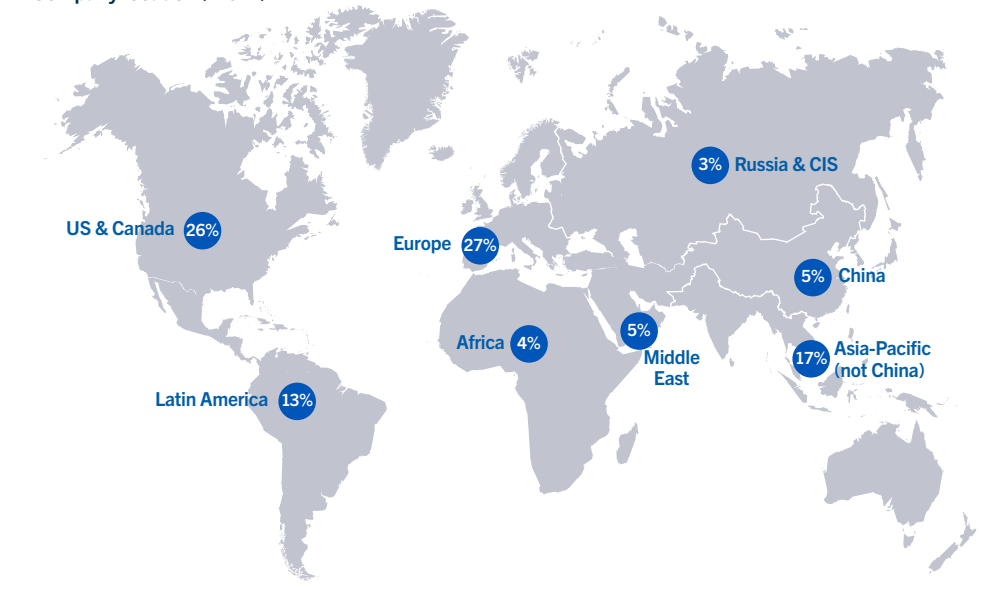 3%
Russia & CIS
US & Canada
26%
Europe
27%
5%
China
5%
Middle
East
Africa
4%
17%
Asia-Pacific
(not China)
Latin America
13%